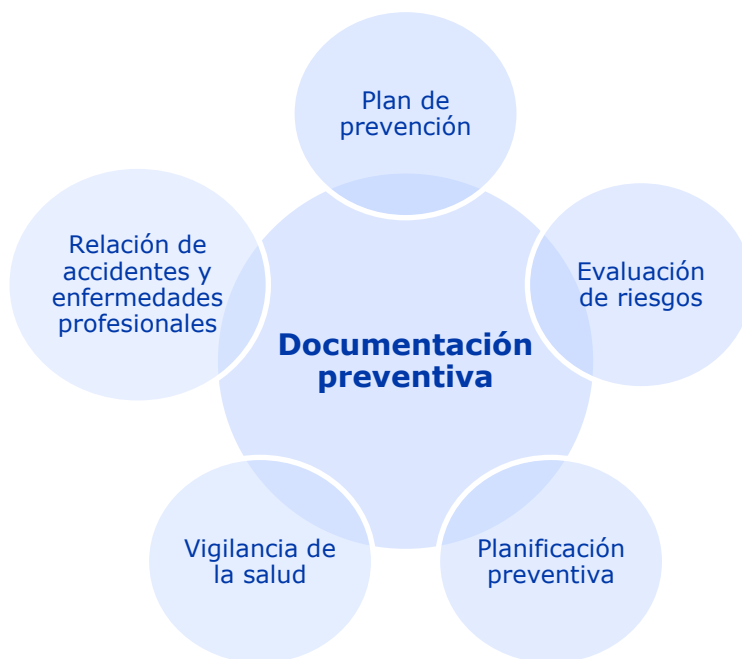 Plan de
prevención
Relación de
accidentes y
enfermedades
profesionales
Evaluación
de riesgos
Documentación
preventiva
Vigilancia de
la salud
Planificación
preventiva